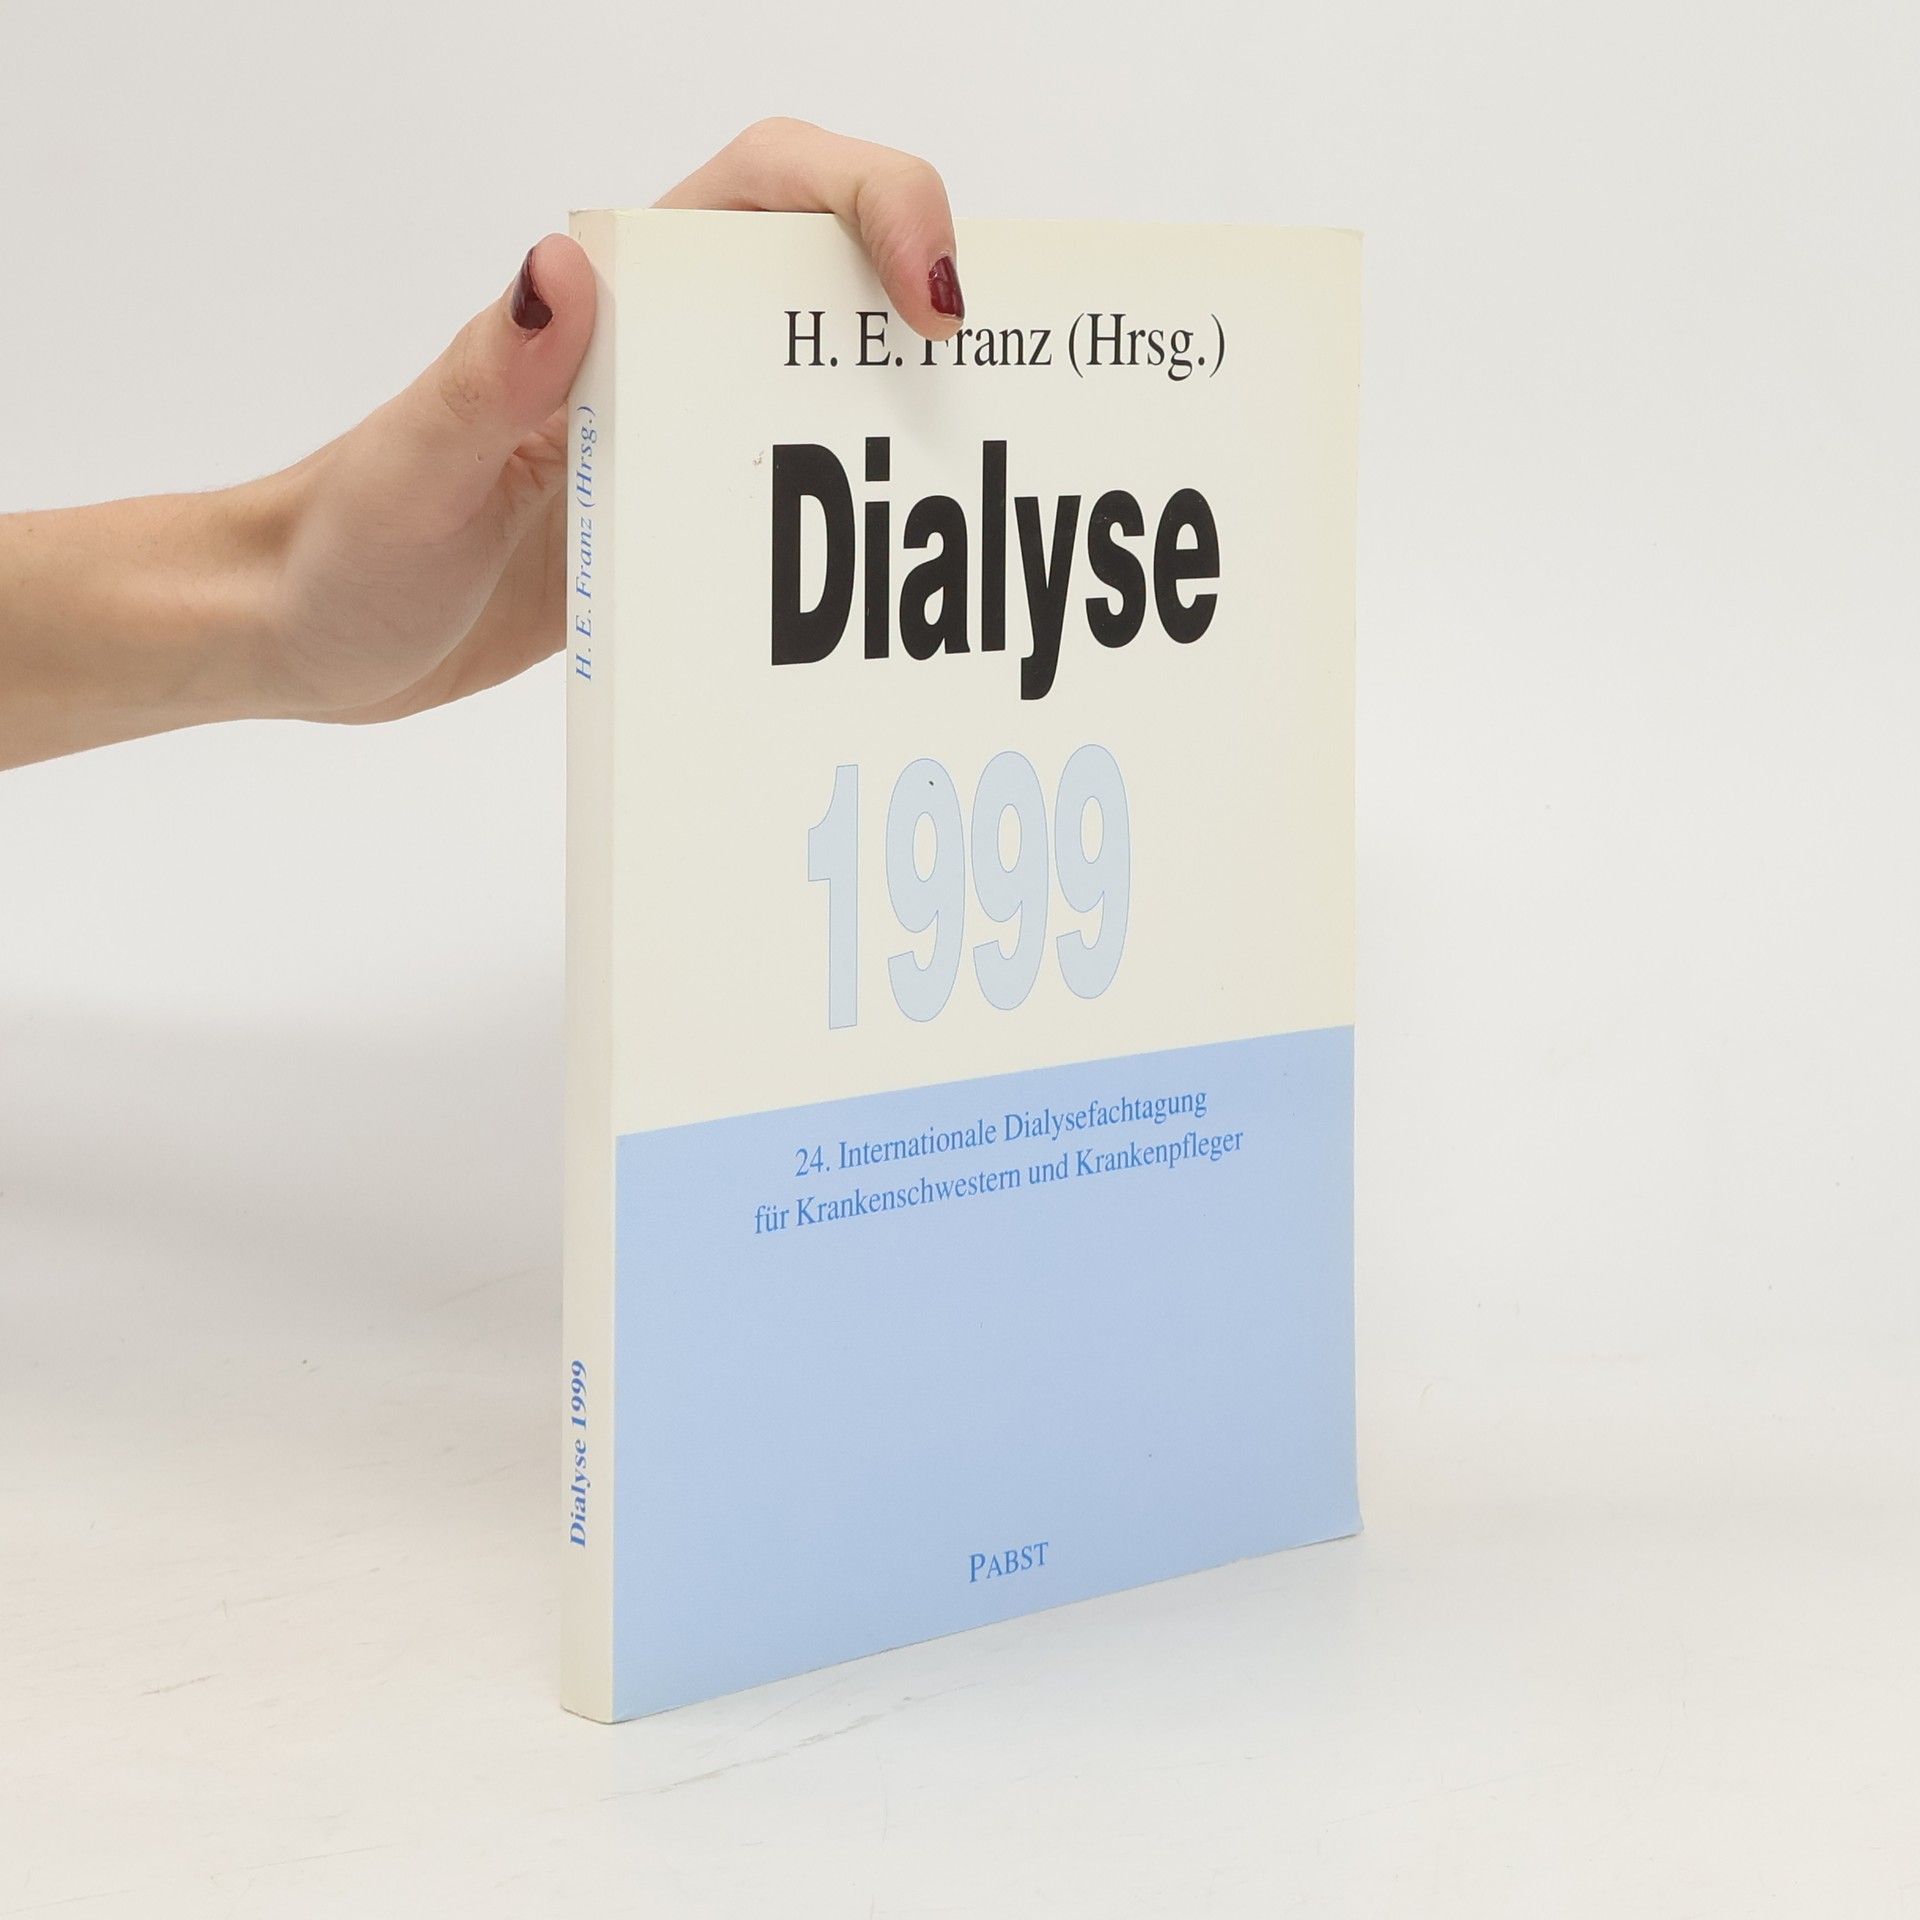 H. E. Franz (Hrsg.)
Dialyse
1999
24. Internationale Dialysefachtagung
für Krankenschwestern und Krankenpfleger
PABST
H. E. Franz (Hrsg.)
Dialyse 1999